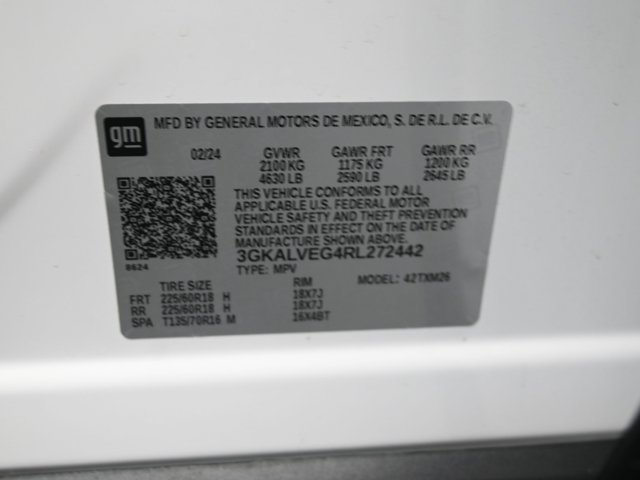 gm
MFD BY GENERAL MOTORS DE MEXICO, S. DE R.L. DE C.V.
02/24 GVWR GAWR FRT GAWR RR
2100 KG 1175 KG 1200 KG
4630 LB 2590 LB 2645 LB
THIS VEHICLE CONFORMS TO ALL
APPLICABLE U.S. FEDERAL MOTOR
VEHICLE SAFETY AND THEFT PREVENTION
STANDARDS IN EFFECT ON THE DATE OF
MANUFACTURE SHOWN ABOVE.
3GKALVEG4RL272442
8624
TYPE: MPV MODEL: 42TXM26
TIRE SIZE RIM
FRT 225/60R18 H 18X7J
RR 225/60R18 H 18X7J
SPA T135/70R16 M 16X4BT